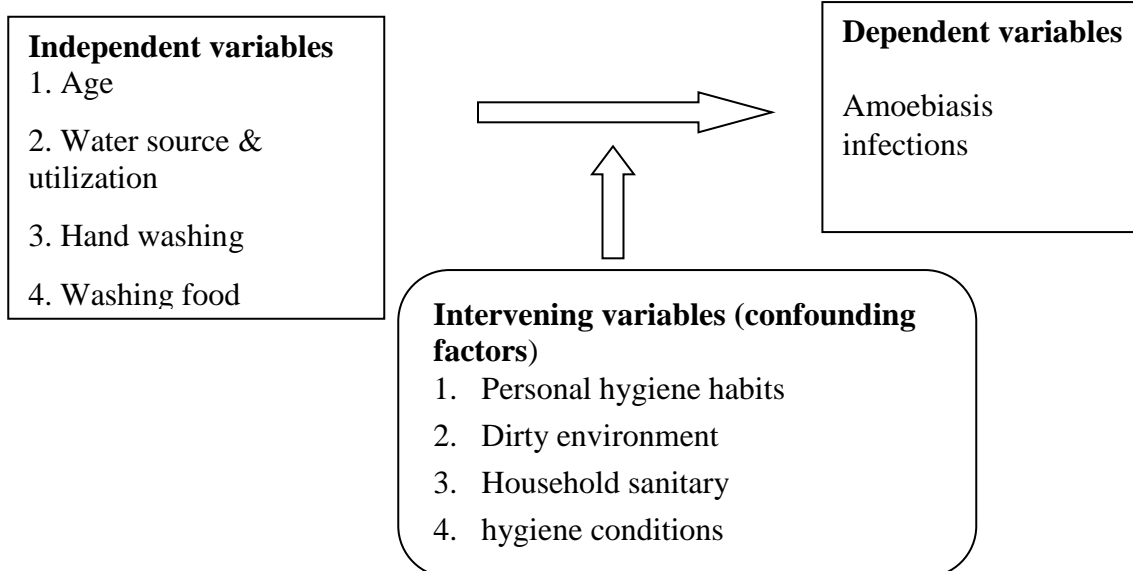 Independent variables
1. Age
2. Water source &
utilization
3. Hand washing
4. Washing food
Dependent variables
Amoebiasis
infections
Intervening variables (confounding
factors)
1. Personal hygiene habits
2. Dirty environment
3. Household sanitary
4. hygiene conditions